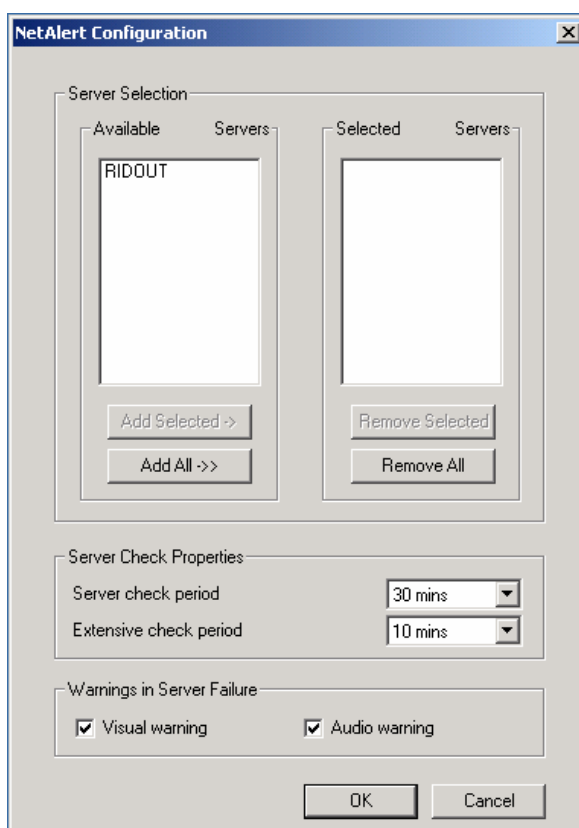 NetAlert Configuration
Server Selection
Available Servers
Selected Servers
RIDOUT
Add Selected ->
Remove Selected
Add All ->>
Remove All
Server Check Properties
Server check period
30 mins
Extensive check period
10 mins
Warnings in Server Failure
Visual warning
Audio warning
OK
Cancel